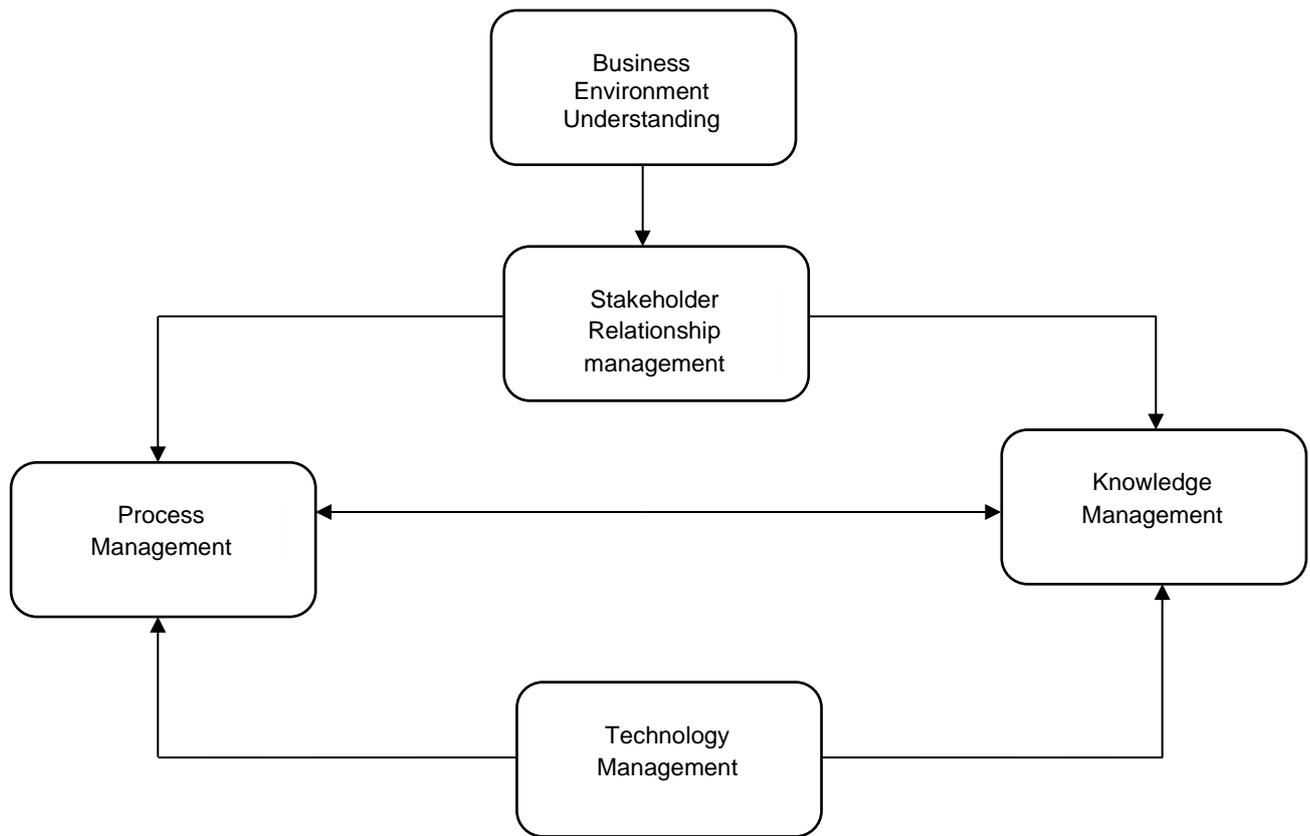 Business
Environment
Understanding
Stakeholder
Relationship
management
Process
Management
Knowledge
Management
Technology
Management